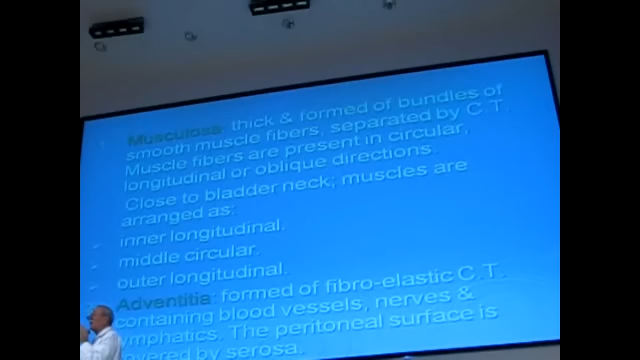 Musculosa: thick & formed of bundles of
smooth muscle fibers, separated by C.T.
Muscle fibers are present in circular,
longitudinal or oblique directions.
Close to bladder neck; muscles are
arranged as:
inner longitudinal.
middle circular.
outer longitudinal.
Adventitia: formed of fibro-elastic C.T.
containing blood vessels, nerves &
ymphatics. The peritoneal surface is
overed by serosa.